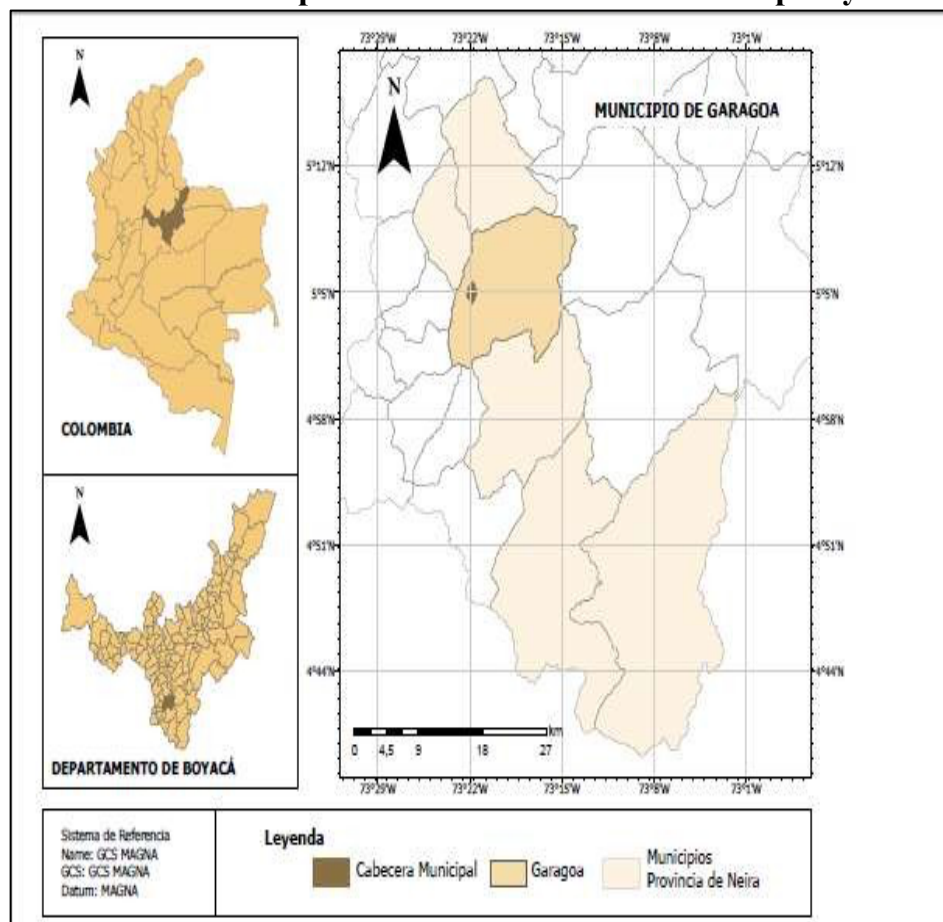 N
COLOMBIA
N
DEPARTAMENTO DE BOYACÁ
73°29'W 73°22'W 73°15'W 73°8'W 73°1'W
N
MUNICIPIO DE GARAGOA
5°12'N
5°5'N
4°58'N
4°51'N
4°44'N
5°12'N
5°5'N
4°58'N
4°51'N
4°44'N
km
0 4,5 9 18 27
73°29'W 73°22'W 73°15'W 73°8'W 73°1'W
Sistema de Referencia
Name: GCS MAGNA
GCS: GCS MAGNA
Datum: MAGNA
Leyenda
Cabecera Municipal
Garagoa
Municipios
Provincia de Neira